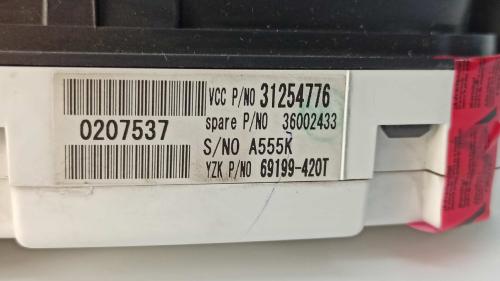 VCC P/NO 31254776
0207537
spare P/NO 36002433
S/NO A555K
YZK P/NO 69199-420T